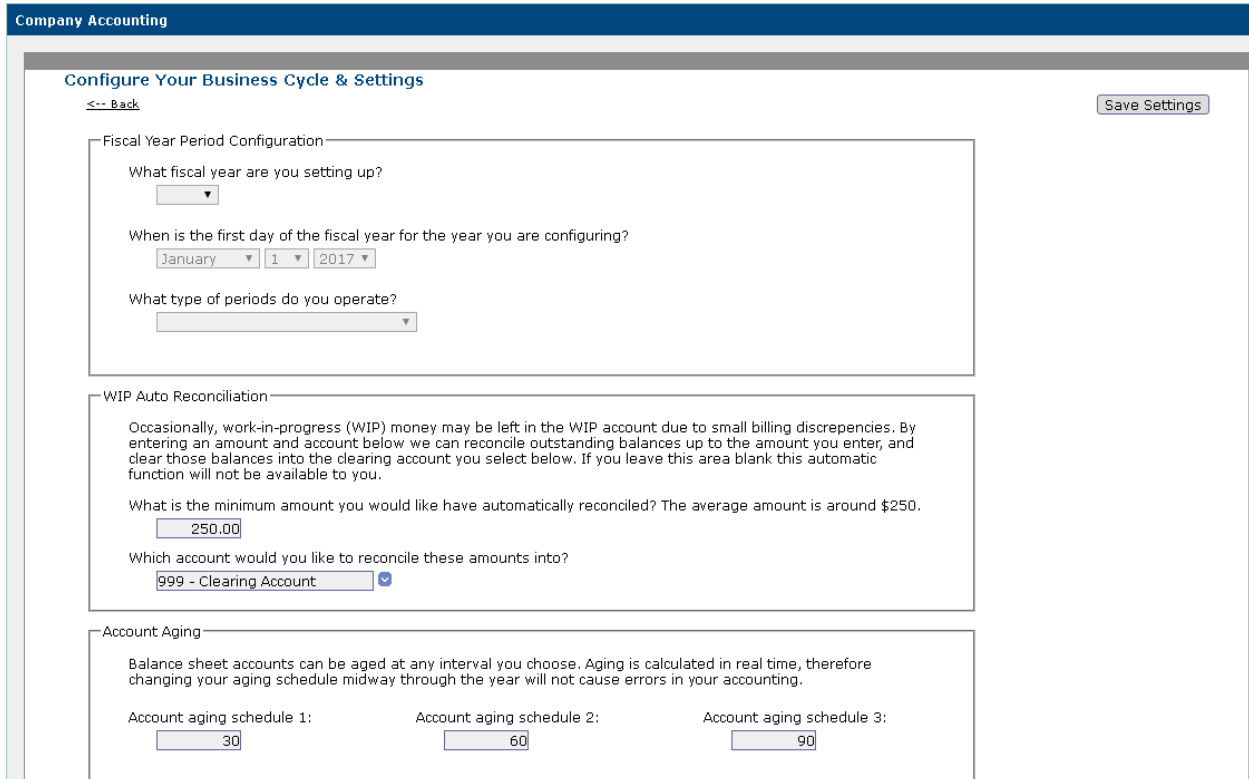 Company Accounting
Configure Your Business Cycle & Settings
<-- Back
Save Settings
Fiscal Year Period Configuration
What fiscal year are you setting up?
When is the first day of the fiscal year for the year you are configuring?
January 1 2017
What type of periods do you operate?
WIP Auto Reconciliation
Occasionally, work-in-progress (WIP) money may be left in the WIP account due to small billing discrepencies. By
entering an amount and account below we can reconcile outstanding balances up to the amount you enter, and
clear those balances into the clearing account you select below. If you leave this area blank this automatic
function will not be available to you.
What is the minimum amount you would like have automatically reconciled? The average amount is around $250.
250.00
Which account would you like to reconcile these amounts into?
999 - Clearing Account
Account Aging
Balance sheet accounts can be aged at any interval you choose. Aging is calculated in real time, therefore
changing your aging schedule midway through the year will not cause errors in your accounting.
Account aging schedule 1: Account aging schedule 2: Account aging schedule 3:
30 60 90